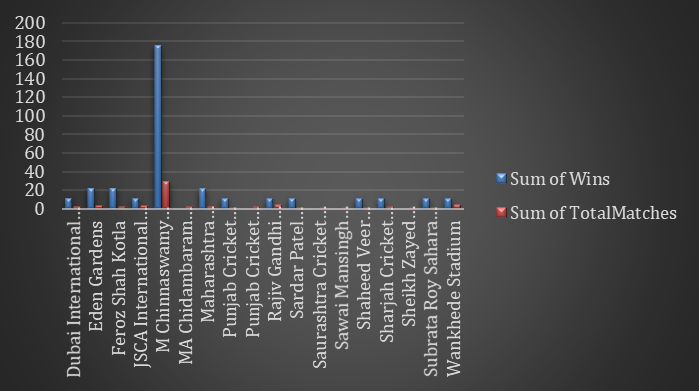 200
180
160
140
120
100
80
60
40
20
0
Dubai International...
Eden Gardens
Feroz Shah Kotla
JSCA International...
M Chinnaswamy...
MA Chidambaram...
Maharashtra...
Punjab Cricket...
Punjab Cricket...
Rajiv Gandhi...
Sardar Patel...
Saurashtra Cricket...
Sawai Mansingh...
Shaheed Veer...
Sharjah Cricket...
Sheikh Zayed...
Subrata Roy Sahara...
Wankhede Stadium
Sum of Wins
Sum of TotalMatches